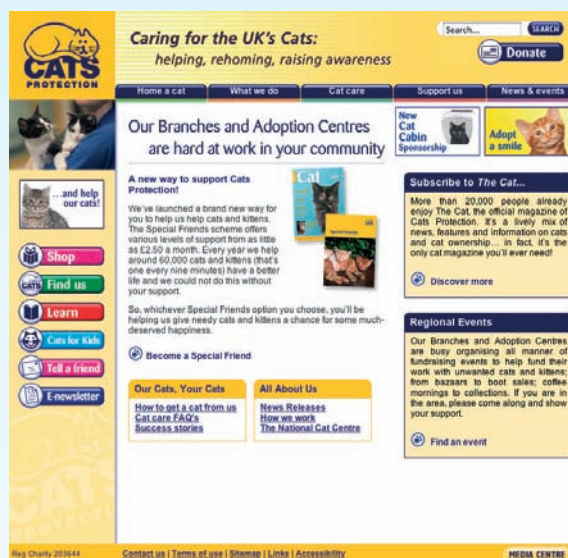 CATS
PROTECTION
Caring for the UK's Cats:
helping, rehoming, raising awareness
Search...
SEARCH
Donate
Home a cat
What we do
Cat care
Support us
News & events
Our Branches and Adoption Centres
are hard at work in your community
New
Cat
Cabin
Sponsorship
Adopt
a smile
...and help
our cats!
Shop
Find us
CATS
Learn
Cats for Kids
Tell a friend
E-newsletter
A new way to support Cats
Protection!
We've launched a brand new way for
you to help us help cats and kittens.
The Special Friends scheme offers
various levels of support from as little
as £2.50 a month. Every year we help
around 60,000 cats and kittens (that's
one every nine minutes) have a better
life and we could not do this without
your support.
So, whichever Special Friends option you choose, you'll be
helping us give needy cats and kittens a chance for some much-
deserved happiness.
Become a Special Friend
Cat
Our Cats, Your Cats
How to get a cat from us
Cat care FAQ's
Success stories
All About Us
News Releases
How we work
The National Cat Centre
Subscribe to The Cat...
More than 20,000 people already
enjoy The Cat, the official magazine of
Cats Protection. It's a lively mix of
news, features and information on cats
and cat ownership... in fact, it's the
only cat magazine you'll ever need!
Discover more
Regional Events
Our Branches and Adoption Centres
are busy organising all manner of
fundraising events to help fund their
work with unwanted cats and kittens;
from bazaars to boot sales; coffee
mornings to collections. If you are in
the area, please come along and show
your support.
Find an event
CATS
PROTECTION
Reg Charity 203644
Contact us | Terms of use | Sitemap | Links | Accessibility
MEDIA CENTRE